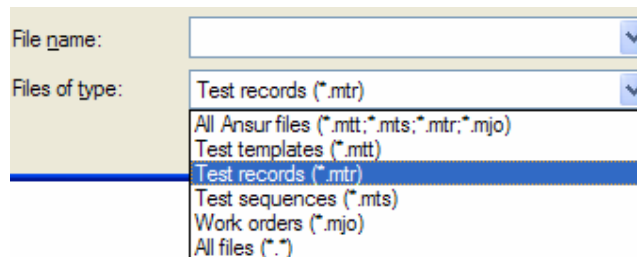 File name:
Files of type:
Test records (*.mtr)
All Ansur files (*.mtt;*.mts;*.mtr;*.mjo)
Test templates (*.mtt)
Test records (*.mtr)
Test sequences (*.mts)
Work orders (*.mjo)
All files (*.*)